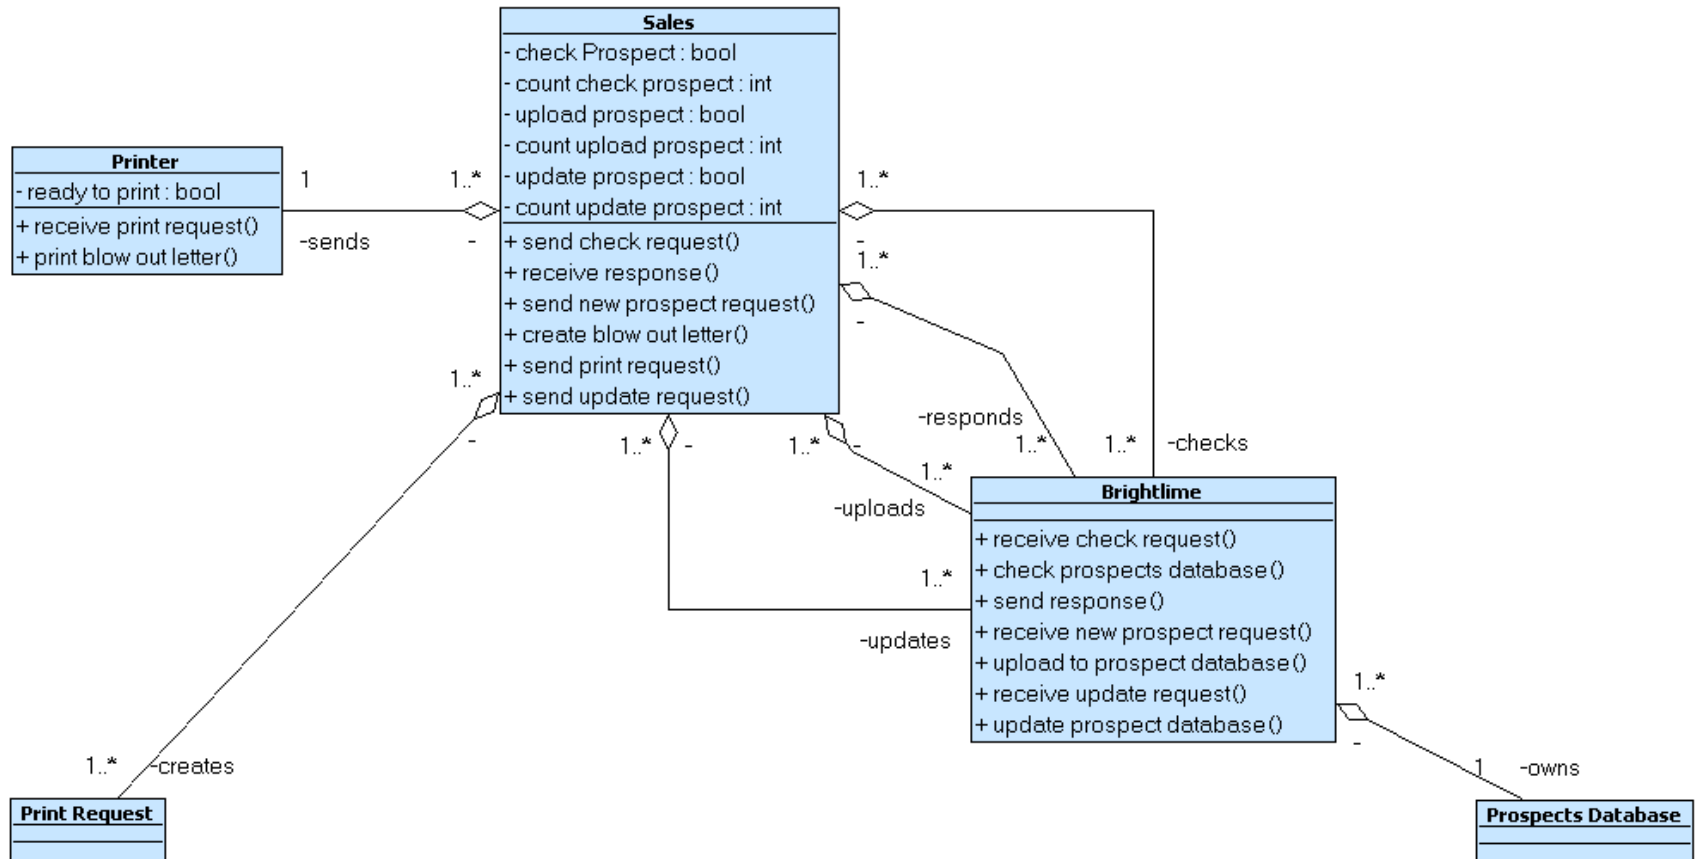 Sales
- check Prospect : bool
- count check prospect : int
- upload prospect : bool
- count upload prospect : int
- update prospect : bool
- count update prospect : int
+ send check request()
+ receive response()
+ send new prospect request()
+ create blow out letter()
+ send print request()
+ send update request()
Printer
- ready to print : bool
+ receive print request()
+ print blow out letter()
1
1..*
-sends
-
1..*
-
1..*
-
1..*
-
1..*
-
1..*
-
-responds
1..*
1..*
-checks
1..*
-uploads
1..*
-updates
Brightlime
+ receive check request()
+ check prospects database()
+ send response()
+ receive new prospect request()
+ upload to prospect database()
+ receive update request()
+ update prospect database()
1..*
-
1
-owns
1..*
-creates
Print Request
Prospects Database